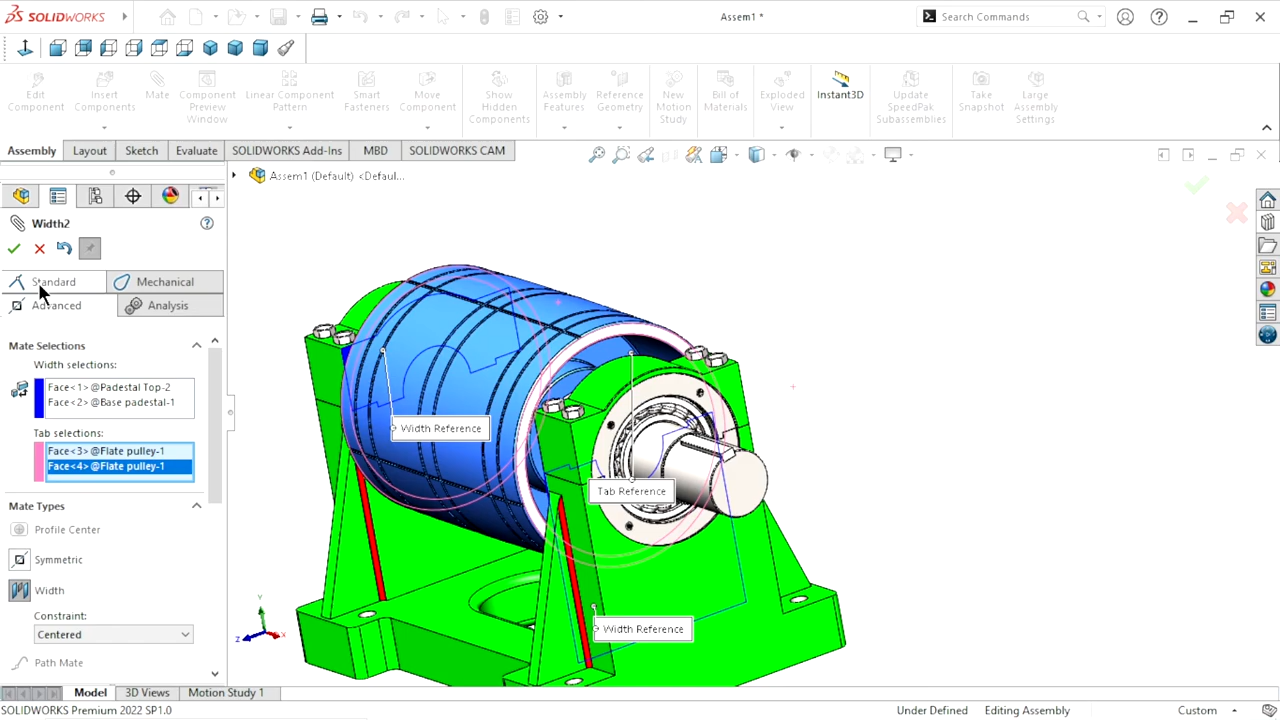 SOLIDWORKS
Assem1 *
Search Commands
Edit Component
Insert Components
Mate
Component Preview Window
Linear Component Pattern
Smart Fasteners
Move Component
Show Hidden Components
Assembly Features
Reference Geometry
New Motion Study
Bill of Materials
Exploded View
Instant3D
Update SpeedPak Subassemblies
Take Snapshot
Large Assembly Settings
Assembly
Layout
Sketch
Evaluate
SOLIDWORKS Add-Ins
MBD
SOLIDWORKS CAM
Assem1 (Default) <Defaul...
Width2
Standard
Mechanical
Advanced
Analysis
Mate Selections
Width selections:
Face<1>@Padestal Top-2
Face<2>@Base padestal-1
Tab selections:
Face<3>@Flate pulley-1
Face<4>@Flate pulley-1
Mate Types
Profile Center
Symmetric
Width
Constraint:
Centered
Path Mate
Width Reference
Tab Reference
Width Reference
Y
Z
X
Model
3D Views
Motion Study 1
SOLIDWORKS Premium 2022 SP1.0
Under Defined
Editing Assembly
Custom